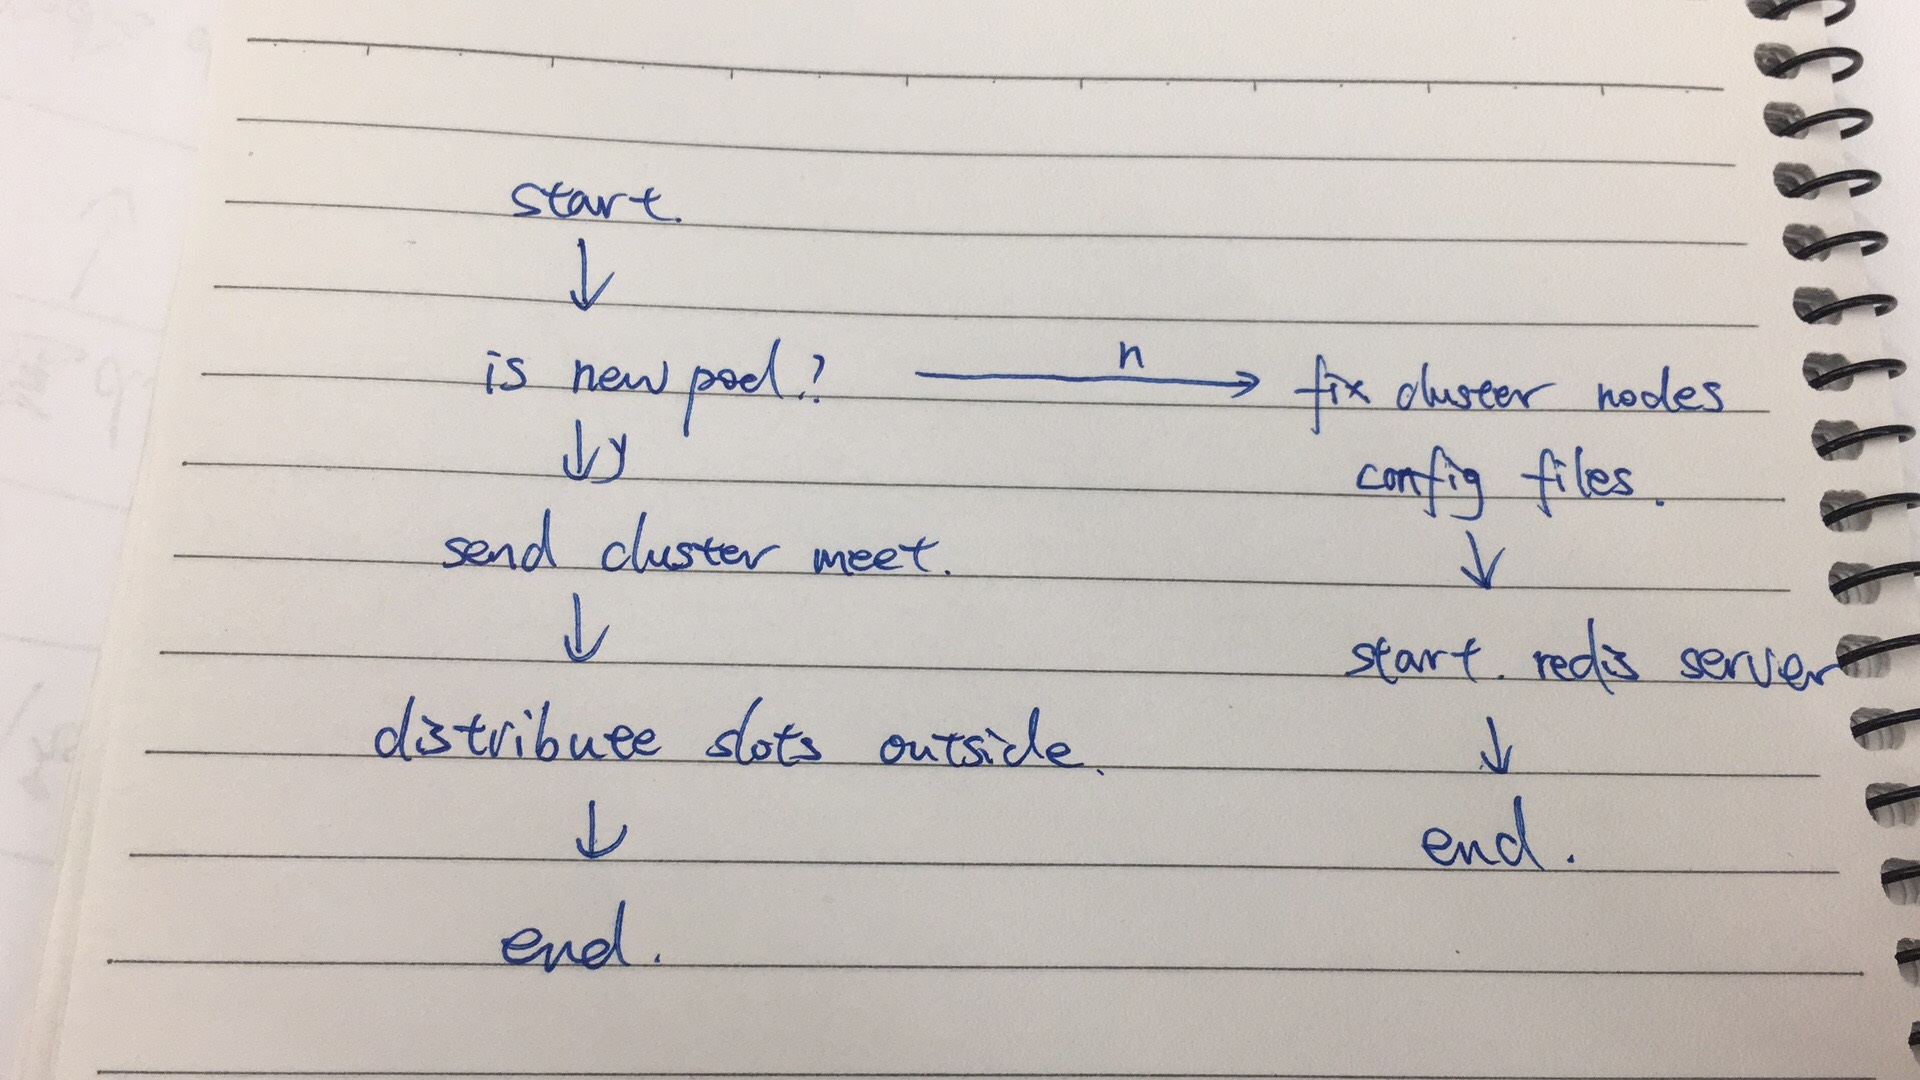 start.
is new pod.?
n
fix cluster nodes
config files.
y
send cluster meet.
start. redis server
distribute slots outside.
end.
end.